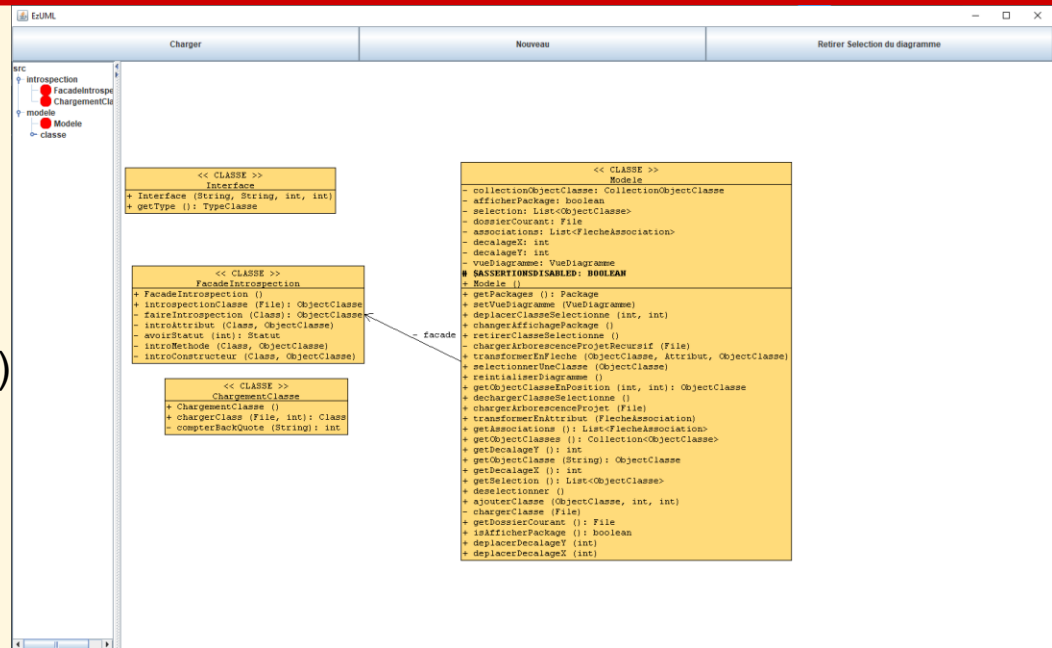 EzUML
Charger
Nouveau
Retirer Selection du diagramme
src
introspection
FacadeIntrospe
ChargementCla
modele
Modele
classe
)
<< CLASSE >>
Interface
+ Interface (String, String, int, int)
+ getType (): TypeClasse
<< CLASSE >>
FacadeIntrospection
+ FacadeIntrospection ()
+ introspectionClasse (File): ObjectClasse
- faireIntrospection (Class): ObjectClasse
- introAttribut (Class, ObjectClasse)
- avoirStatut (int): Statut
- introMethode (Class, ObjectClasse)
- introConstructeur (Class, ObjectClasse)
<< CLASSE >>
ChargementClasse
+ ChargementClasse ()
+ chargerClass (File, int): Class
- compterBackQuote (String): int
- facade
<< CLASSE >>
Modele
- collectionObjectClasse: CollectionObjectClasse
- afficherPackage: boolean
- selection: List<ObjectClasse>
- dossierCourant: File
- associations: List<FlecheAssociation>
- decalageX: int
- decalageY: int
- vueDiagramme: VueDiagramme
# $ASSERTIONSDISABLED: BOOLEAN
+ Modele ()
+ getPackages (): Package
+ setVueDiagramme (VueDiagramme)
+ deplacerClasseSelectionne (int, int)
+ changerAffichagePackage ()
+ retirerClasseSelectionne ()
- chargerArborescenceProjetRecursif (File)
+ transformerEnFleche (ObjectClasse, Attribut, ObjectClasse)
+ selectionnerUneClasse (ObjectClasse)
+ reintialiserDiagramme ()
+ getObjectClasseEnPosition (int, int): ObjectClasse
+ dechargerClasseSelectionne ()
+ chargerArborescenceProjet (File)
+ transformerEnAttribut (FlecheAssociation)
+ getAssociations (): List<FlecheAssociation>
+ getObjectClasses (): Collection<ObjectClasse>
+ getDecalageY (): int
+ getObjectClasse (String): ObjectClasse
+ getDecalageX (): int
+ getSelection (): List<ObjectClasse>
+ deselectionner ()
+ ajouterClasse (ObjectClasse, int, int)
- chargerClasse (File)
+ getDossierCourant (): File
+ isAfficherPackage (): boolean
+ deplacerDecalageY (int)
+ deplacerDecalageX (int)